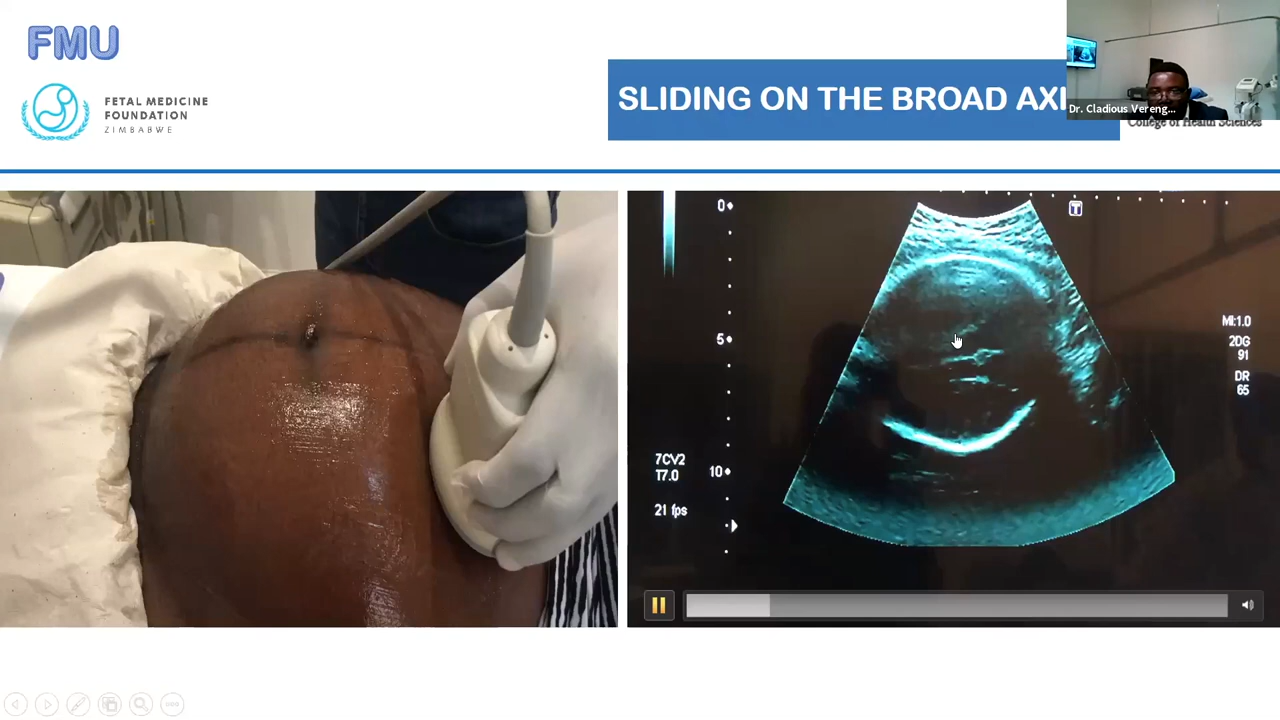 FMU
FETAL MEDICINE
FOUNDATION
ZIMBABWE
SLIDING ON THE BROAD AXI
Dr. Cladious Vereng...
College of Health Sciences
0
T
5
10
MI:1.0
2DG
91
DR
65
7CV2
T7.0
21 fps